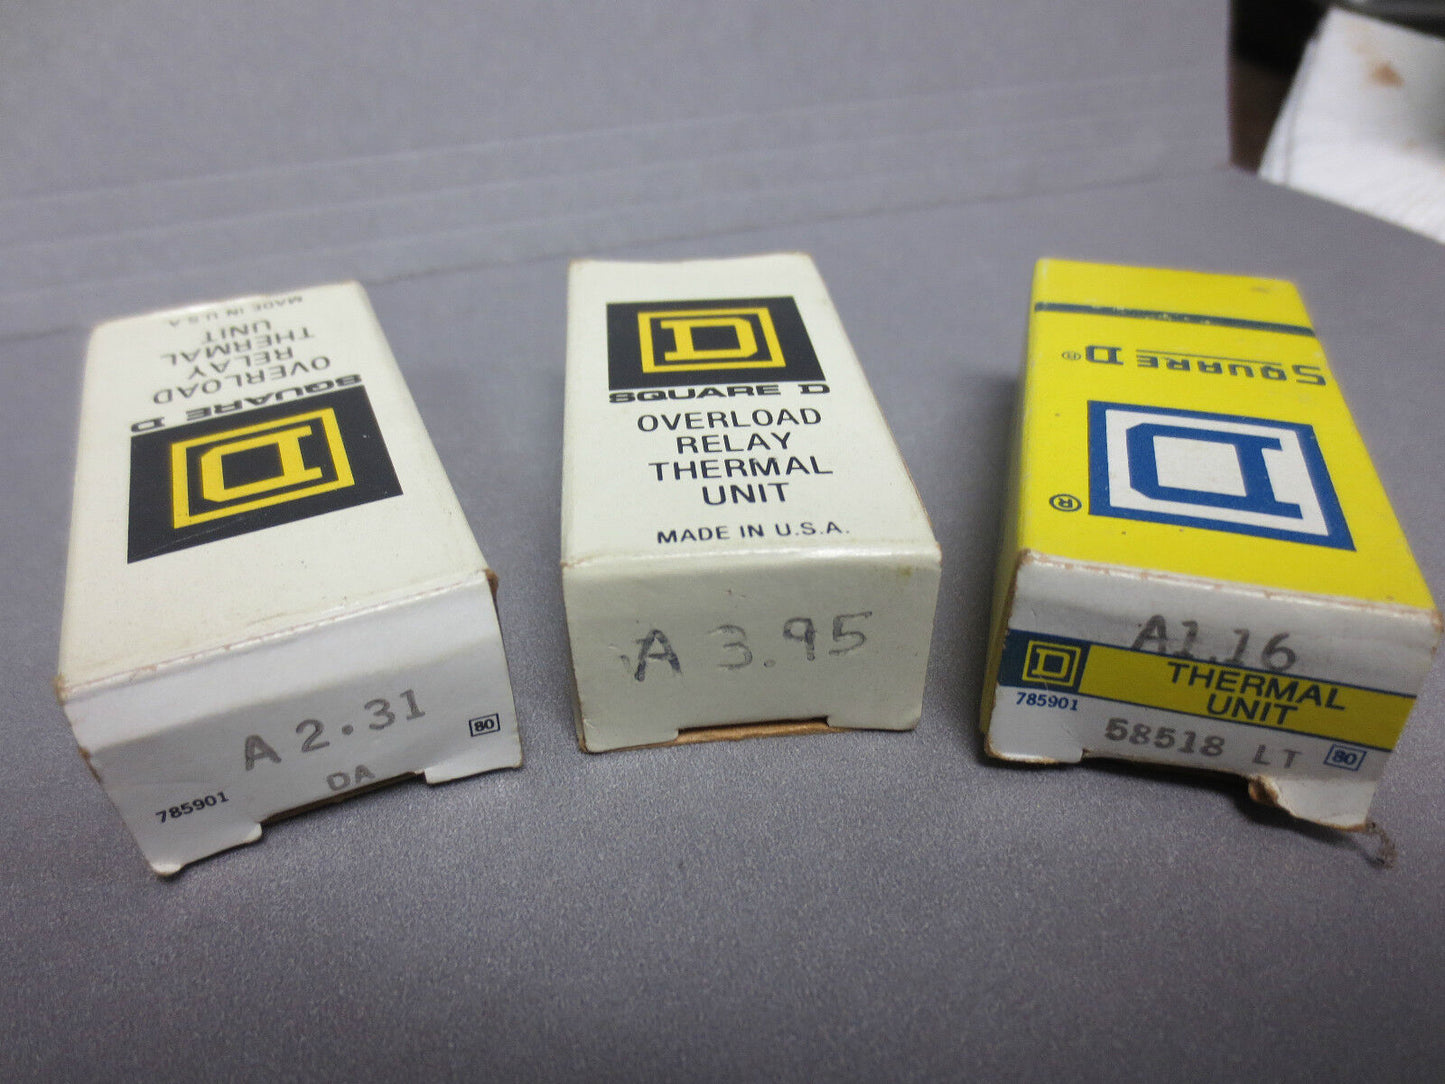 MADE IN U.S.A
OVERLOAD
RELAY
THERMAL
UNIT
SQUARE D
D
A 2.31
DA
785901
80
D
SQUARE D
OVERLOAD
RELAY
THERMAL
UNIT
MADE IN U.S.A.
A 3.95
SQUARE D®
D
®
A1.16
D
THERMAL
UNIT
785901
58518 LT
80